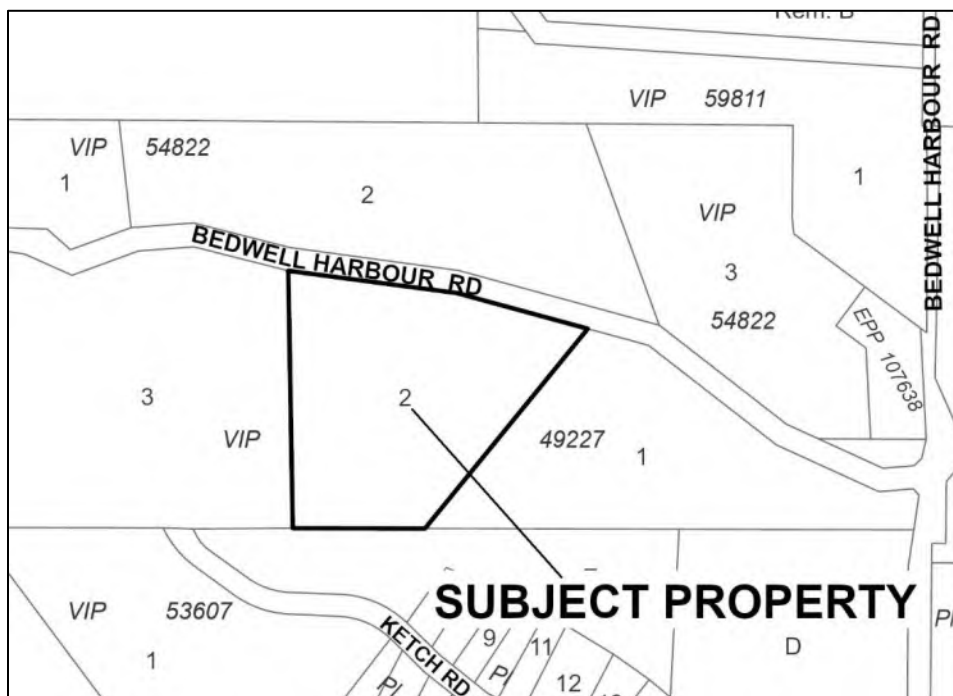 Rem. B
BEDWELL HARBOUR RD
VIP 59811
VIP 54822
1
2
1
VIP
3
54822
BEDWELL HARBOUR RD
EPP 107638
3
2
VIP
49227
1
SUBJECT PROPERTY
VIP 53607
1
KETCH RD
9
11
12
D